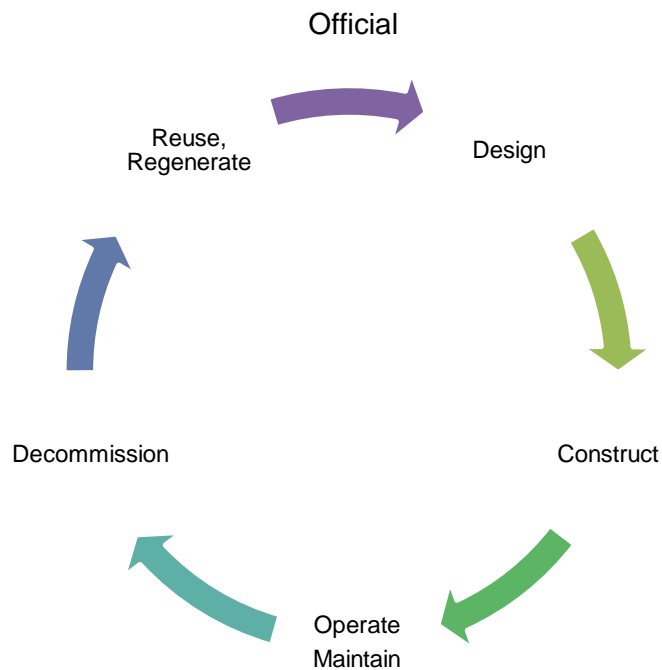 Official
Reuse,
Regenerate
Design
Decommission
Construct
Operate
Maintain